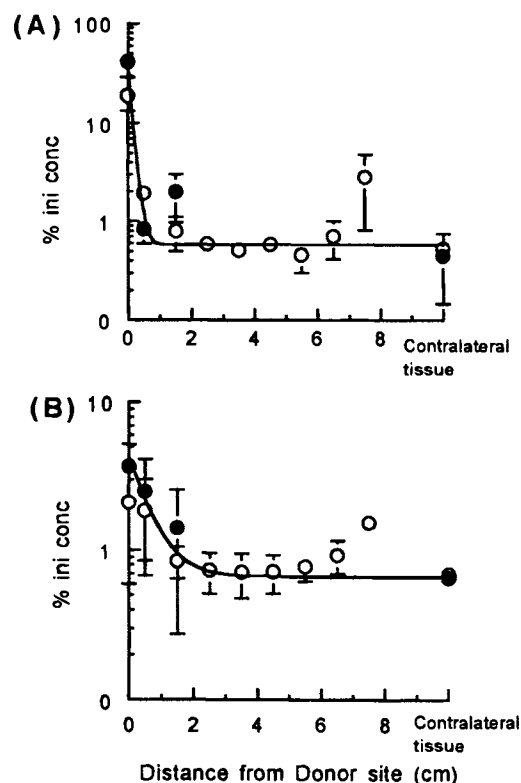 (A)
100
10
1
0
% ini conc
0 2 4 6 8 Contralateral
tissue
(B)
10
1
0
% ini conc
0 2 4 6 8 Contralateral
tissue
Distance from Donor site (cm)